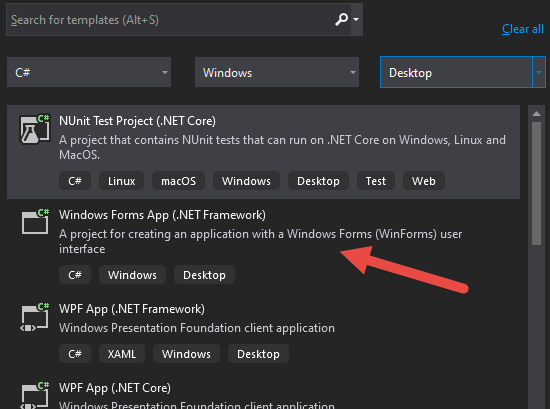 Search for templates (Alt+S)
Clear all
C#
Windows
Desktop
C#
NUnit Test Project (.NET Core)
A project that contains NUnit tests that can run on .NET Core on Windows, Linux and
MacOS.
C# Linux macOS Windows Desktop Test Web
C#
Windows Forms App (.NET Framework)
A project for creating an application with a Windows Forms (WinForms) user
interface
C# Windows Desktop
C#
WPF App (.NET Framework)
Windows Presentation Foundation client application
C# XAML Windows Desktop
C#
WPF App (.NET Core)
Windows Presentation Foundation client application